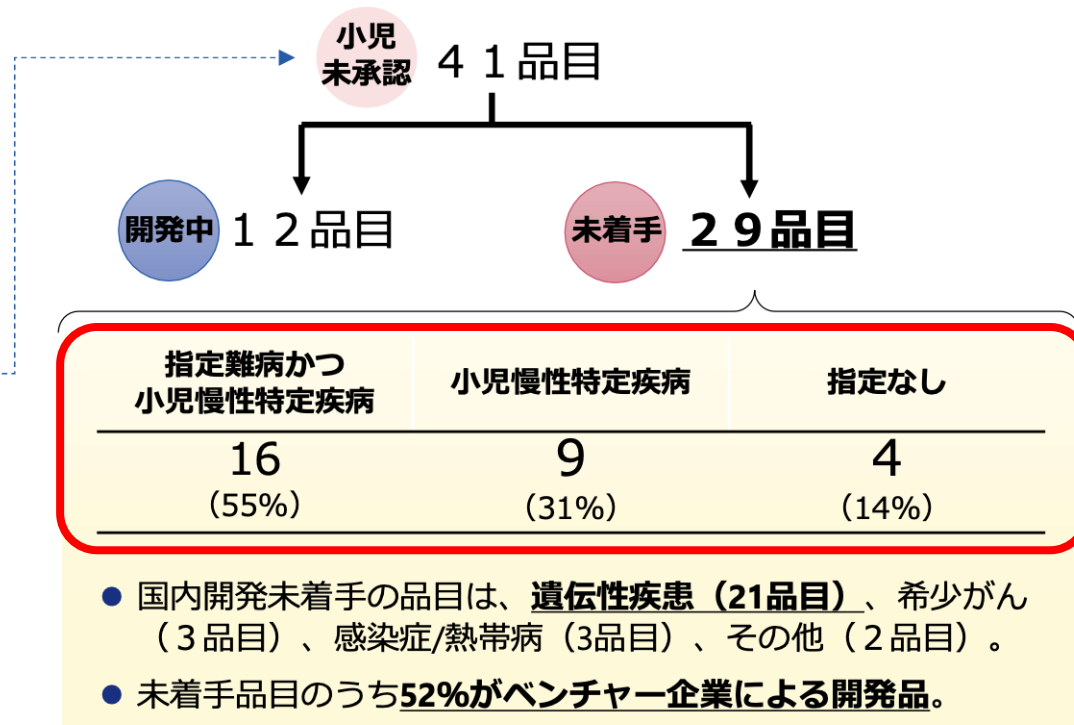 小児
未承認
４１品目
開発中
１２品目
未着手
２９品目
指定難病かつ
小児慢性特定疾病
小児慢性特定疾病
指定なし
16
（55%）
9
（31%）
4
（14%）
● 国内開発未着手の品目は、遺伝性疾患（21品目）、希少がん
（３品目）、感染症/熱帯病（3品目）、その他（２品目）。
● 未着手品目のうち52%がベンチャー企業による開発品。